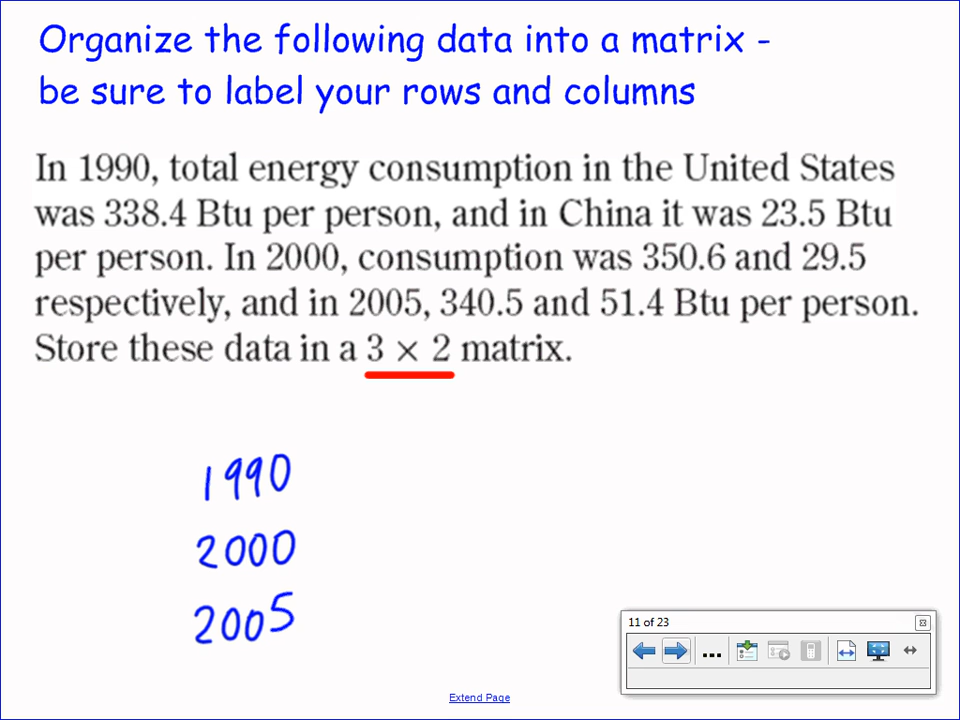 Organize the following data into a matrix -
be sure to label your rows and columns
In 1990, total energy consumption in the United States
was 338.4 Btu per person, and in China it was 23.5 Btu
per person. In 2000, consumption was 350.6 and 29.5
respectively, and in 2005, 340.5 and 51.4 Btu per person.
Store these data in a 3 × 2 matrix.
1990
2000
2005
11 of 23
...
Extend Page